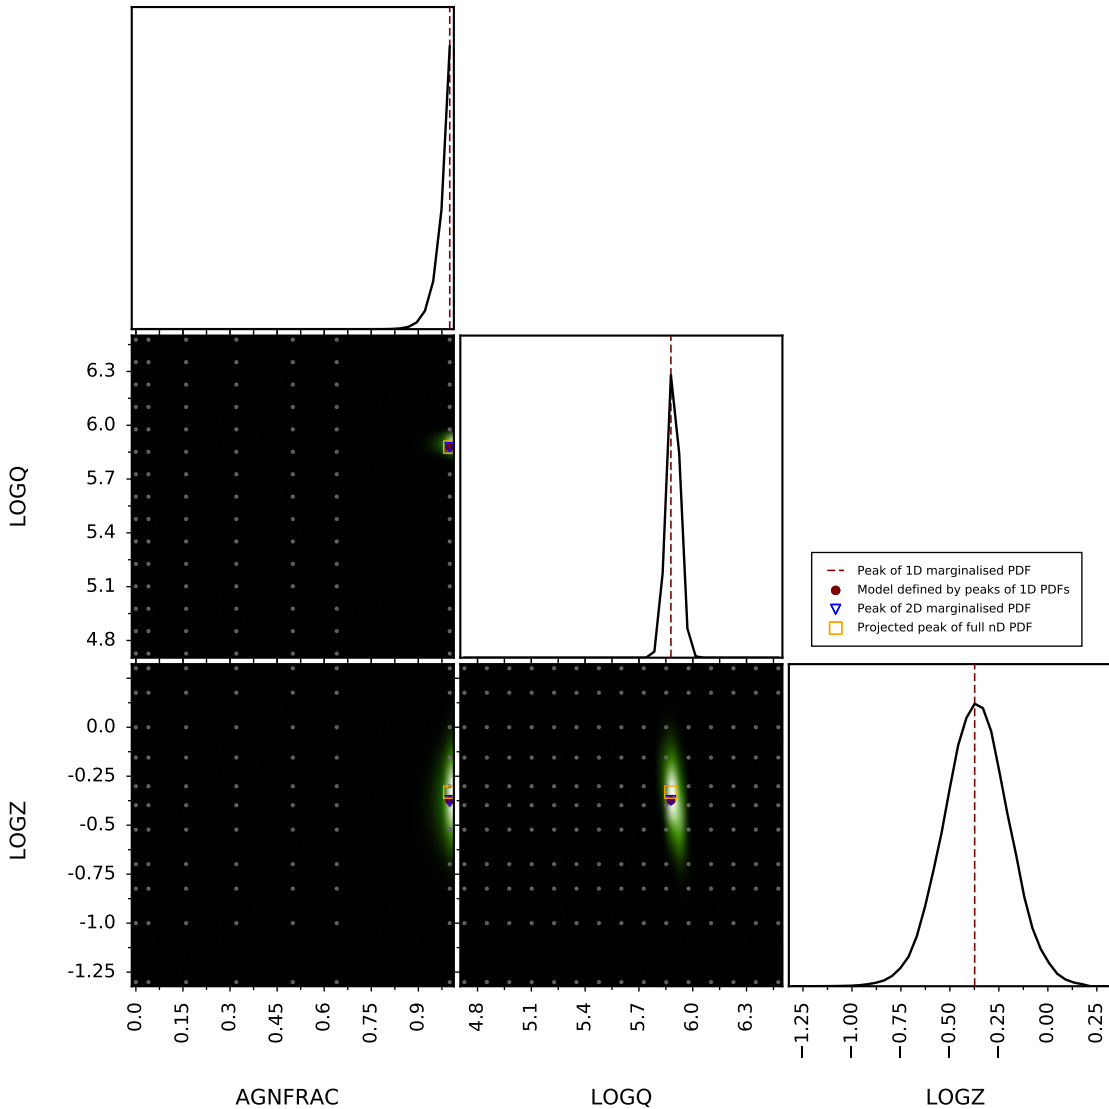 6.3
6.0
5.7
5.4
5.1
4.8
LOGQ
Peak of 1D marginalised PDF
Model defined by peaks of 1D PDFs
Peak of 2D marginalised PDF
Projected peak of full nD PDF
0.0
-0.25
-0.5
-0.75
-1.0
-1.25
LOGZ
0.0 0.15 0.3 0.45 0.6 0.75 0.9
4.8 5.1 5.4 5.7 6.0 6.3
−1.25 −1.00 −0.75 −0.50 −0.25 0.00 0.25
AGNFRAC LOGQ LOGZ